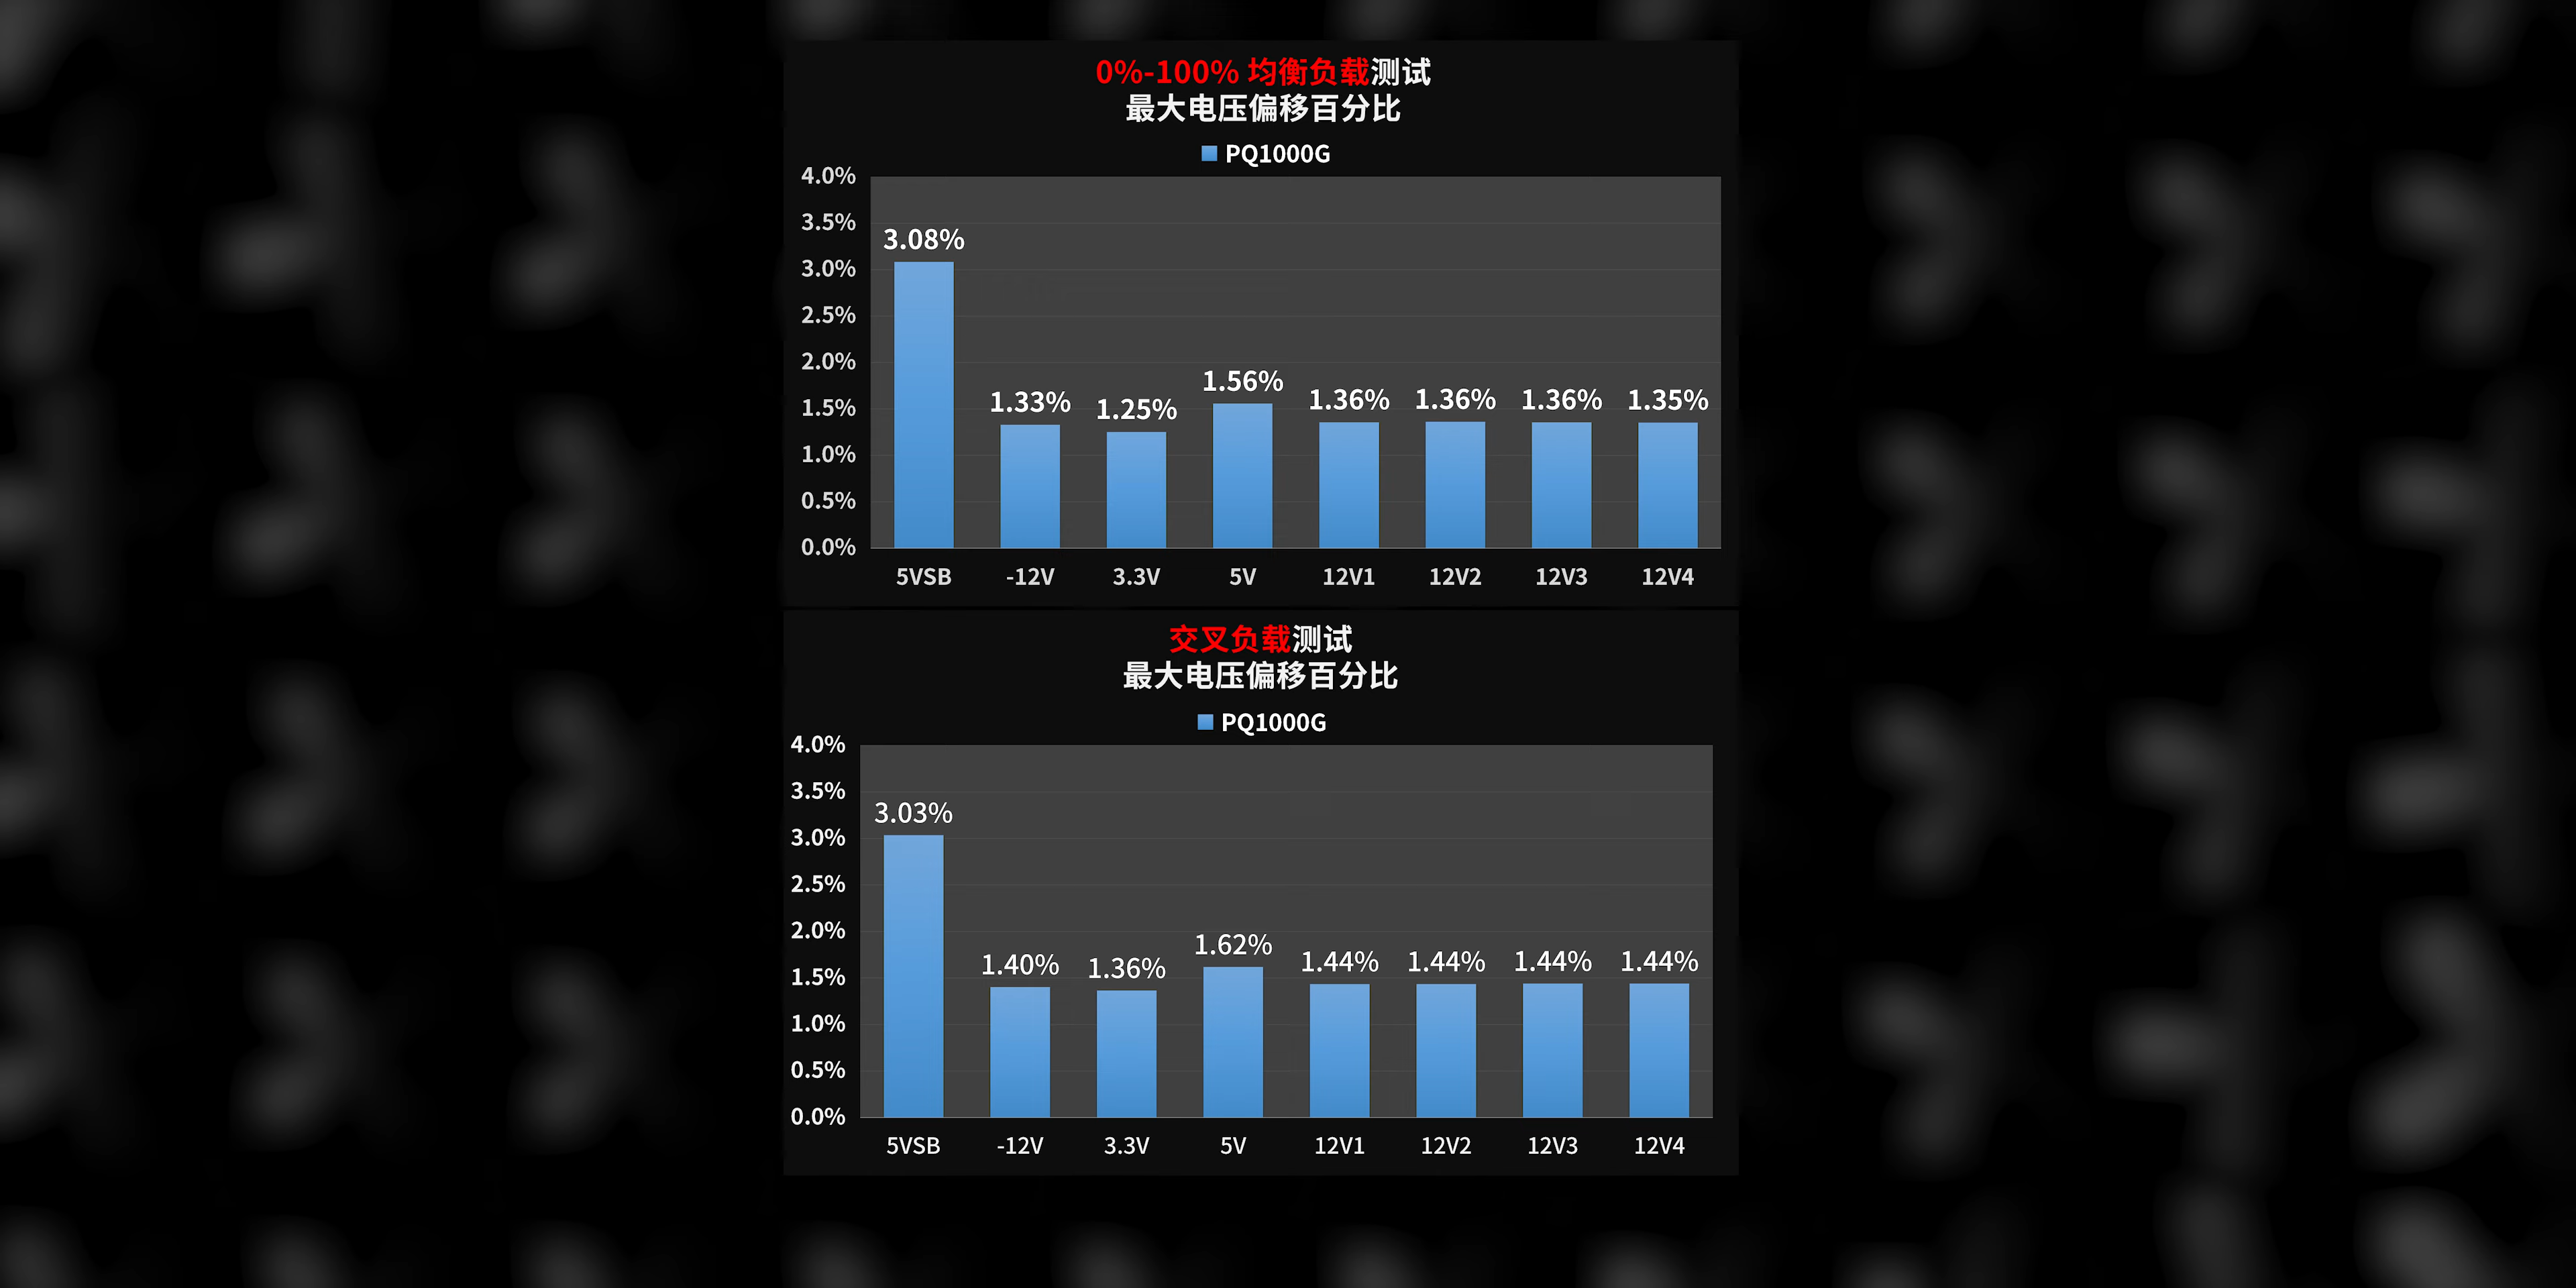 0%-100% 均衡负载测试
最大电压偏移百分比
PQ1000G
4.0%
3.5%
3.0%
2.5%
2.0%
1.5%
1.0%
0.5%
0.0%
3.08% 1.33% 1.25% 1.56% 1.36% 1.36% 1.36% 1.35%
5VSB -12V 3.3V 5V 12V1 12V2 12V3 12V4
交叉负载测试
最大电压偏移百分比
PQ1000G
4.0%
3.5%
3.0%
2.5%
2.0%
1.5%
1.0%
0.5%
0.0%
3.03% 1.40% 1.36% 1.62% 1.44% 1.44% 1.44% 1.44%
5VSB -12V 3.3V 5V 12V1 12V2 12V3 12V4